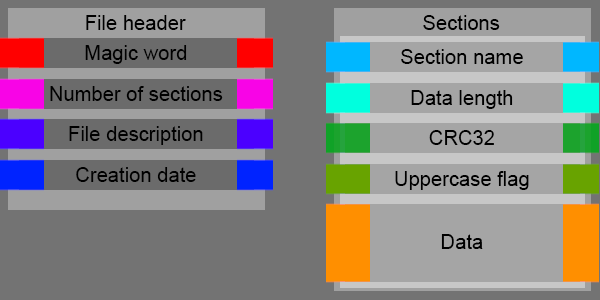 File header
Magic word
Number of sections
File description
Creation date
Sections
Section name
Data length
CRC32
Uppercase flag
Data